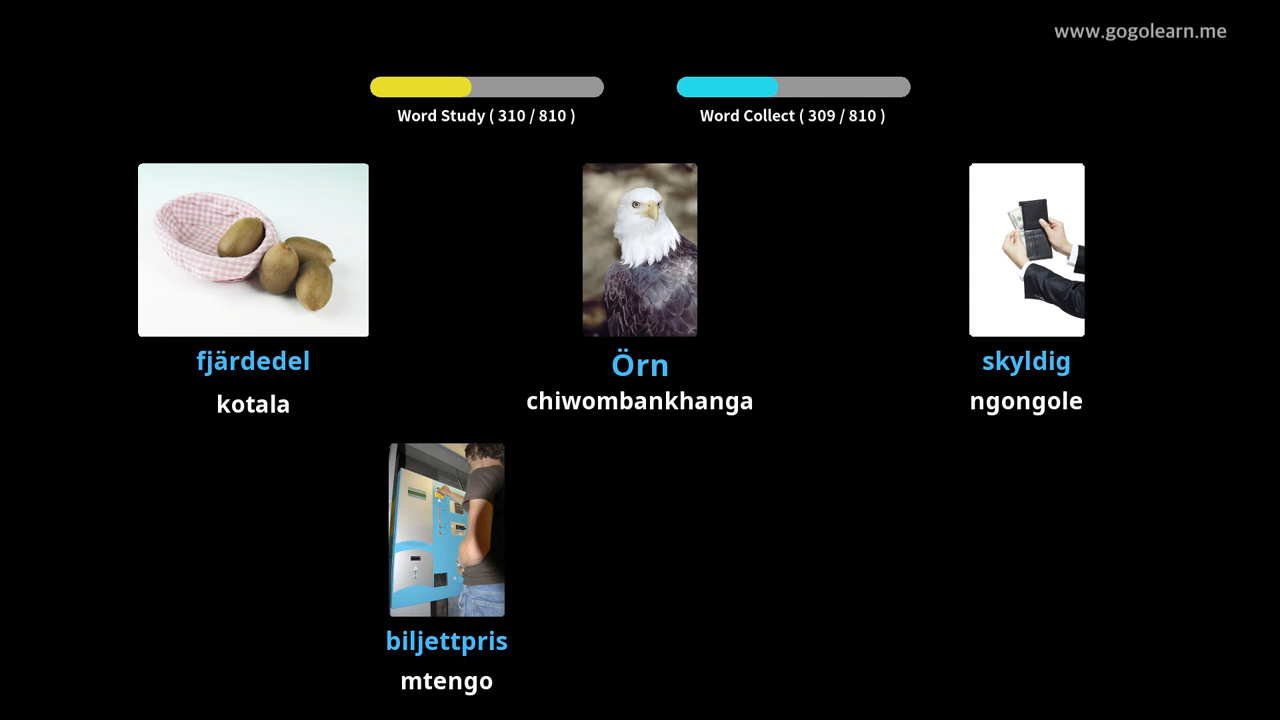 www.gogolearn.me
Word Study ( 310 / 810 )
Word Collect ( 309 / 810 )
fjärdedel
kotala
Örn
chiwombankhanga
skyldig
ngongole
biljettpris
mtengo